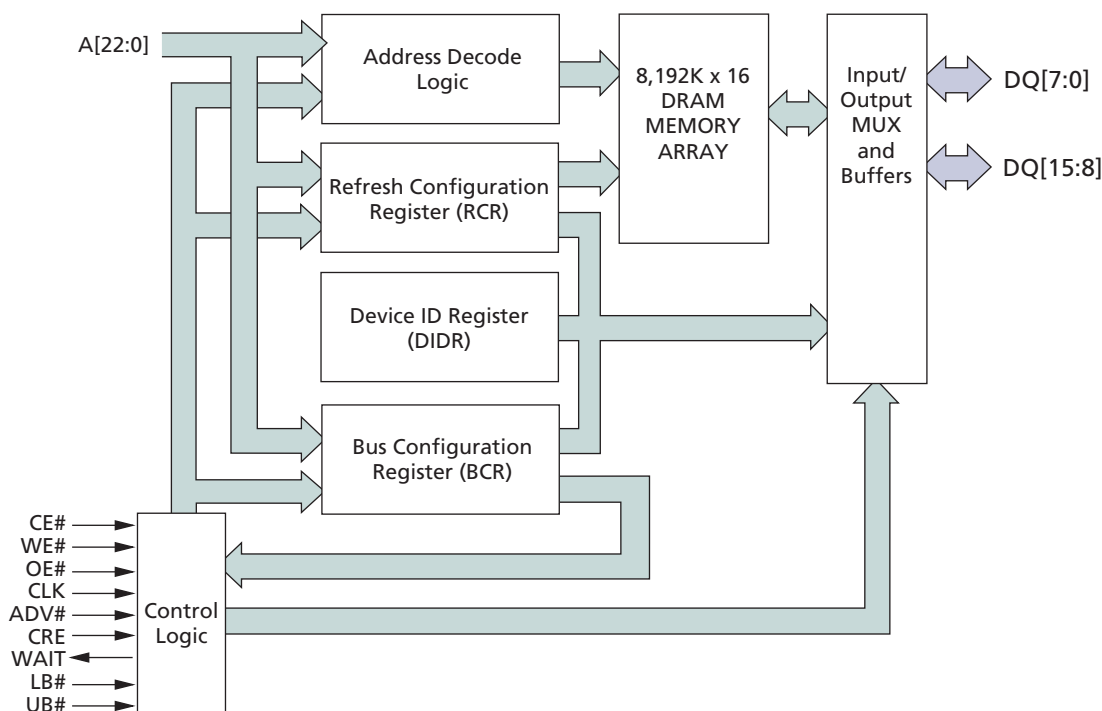 A[22:0]
Address Decode
Logic
8,192K x 16
DRAM
MEMORY
ARRAY
Input/
Output
MUX
and
Buffers
DQ[7:0]
DQ[15:8]
Refresh Configuration
Register (RCR)
Device ID Register
(DIDR)
Bus Configuration
Register (BCR)
CE#
WE#
OE#
CLK
ADV#
CRE
WAIT
LB#
UB#
Control
Logic